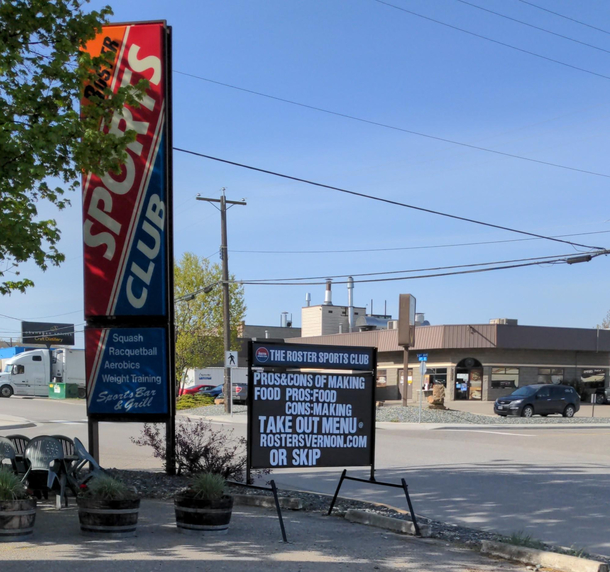 ROSTER
SPORTS
CLUB
Squash
Racquetball
Aerobics
Weight Training
Sports Bar
& Grill
THE ROSTER SPORTS CLUB
PROS&CONS OF MAKING
FOOD PROS:FOOD
CONS:MAKING
TAKE OUT MENU
ROSTERSVERNON.COM
OR SKIP